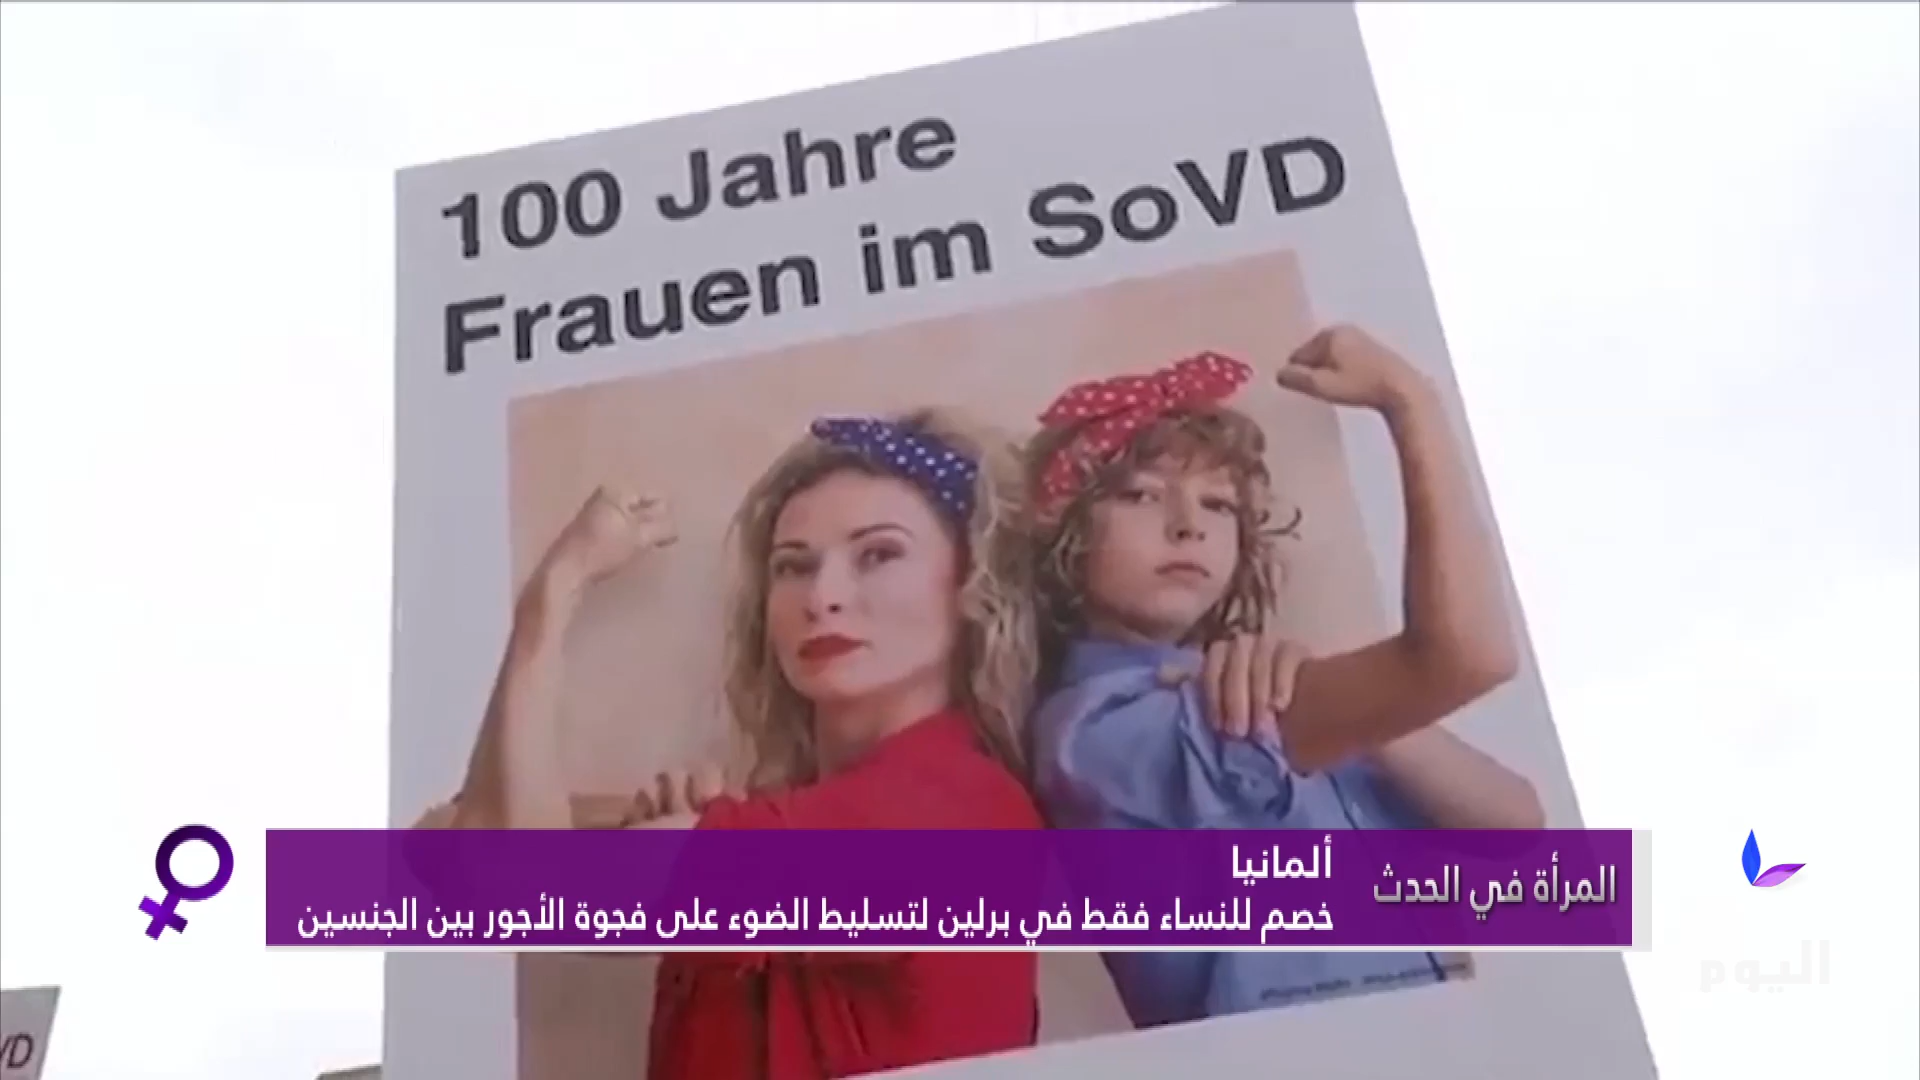 100 Jahre
Frauen im SoVD
المرأة في الحدث
ألمانيا
خصم للنساء فقط في برلين لتسليط الضوء على فجوة الأجور بين الجنسين
اليوم
VD